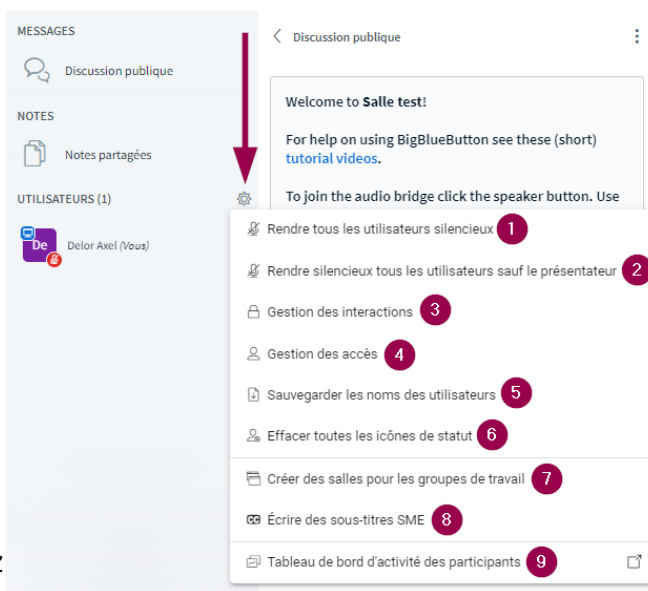 MESSAGES
Discussion publique
NOTES
Notes partagées
UTILISATEURS (1)
De
Delor Axel (Vous)
Discussion publique
Welcome to Salle test!
For help on using BigBlueButton see these (short)
tutorial videos.
To join the audio bridge click the speaker button. Use
Rendre tous les utilisateurs silencieux 1
Rendre silencieux tous les utilisateurs sauf le présentateur 2
Gestion des interactions 3
Gestion des accès 4
Sauvegarder les noms des utilisateurs 5
Effacer toutes les icônes de statut 6
Créer des salles pour les groupes de travail 7
Écrire des sous-titres SME 8
Tableau de bord d'activité des participants 9